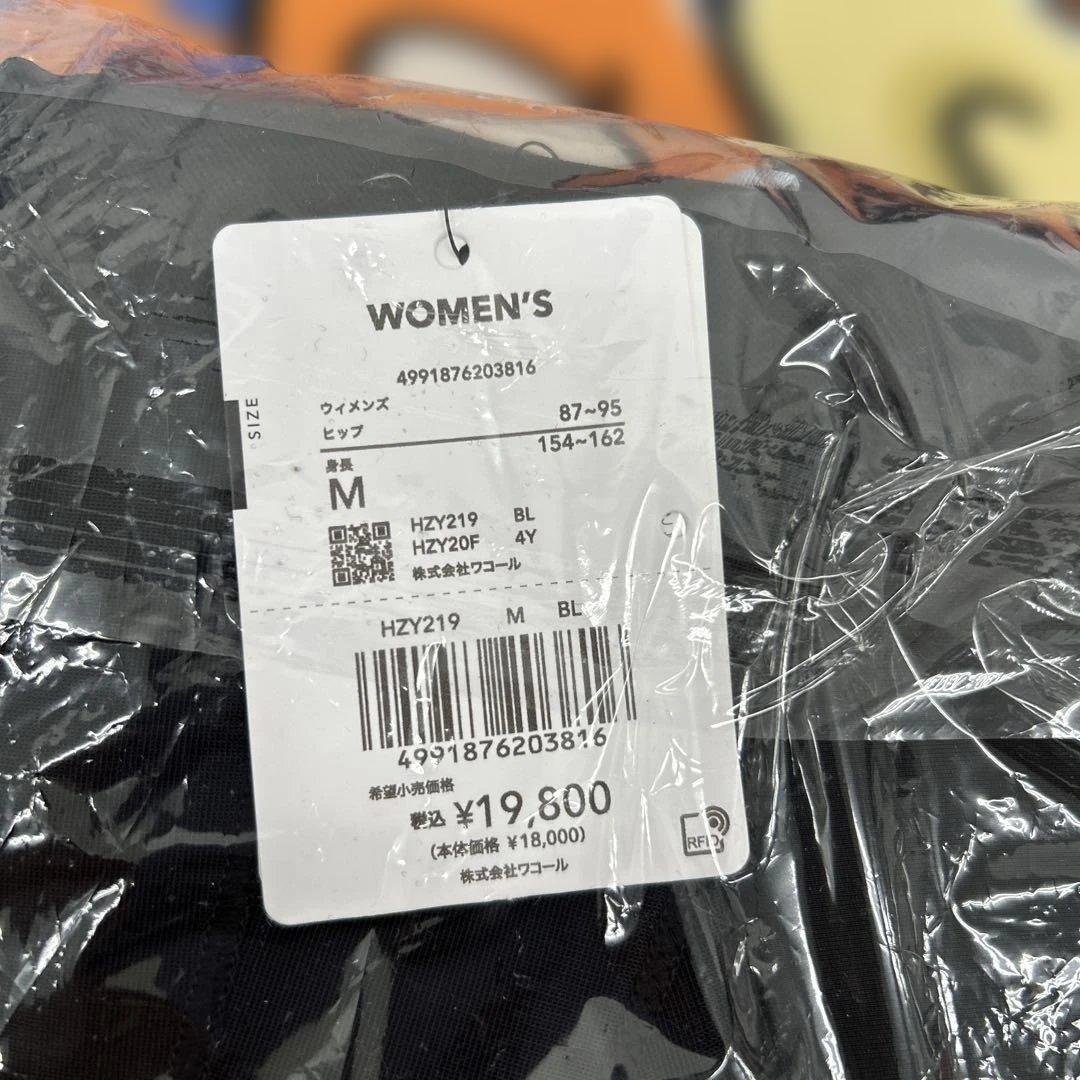 WOMEN'S
4991876203816
SIZE
ウィメンズ
ヒップ 87~95
身長 154~162
M
HZY219 BL
HZY20F 4Y
株式会社ワコール
HZY219 M BL
4991876203816
希望小売価格
税込 ¥19,800
(本体価格 ¥18,000)
株式会社ワコール
RFID